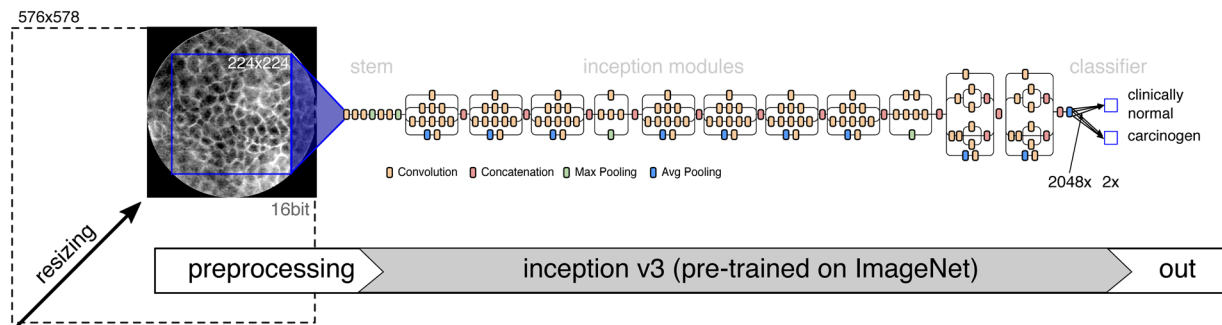 576x578
224x224
16bit
resizing
stem
inception modules
classifier
clinically
normal
carcinogen
2048x 2x
Convolution
Concatenation
Max Pooling
Avg Pooling
preprocessing
inception v3 (pre-trained on ImageNet)
out